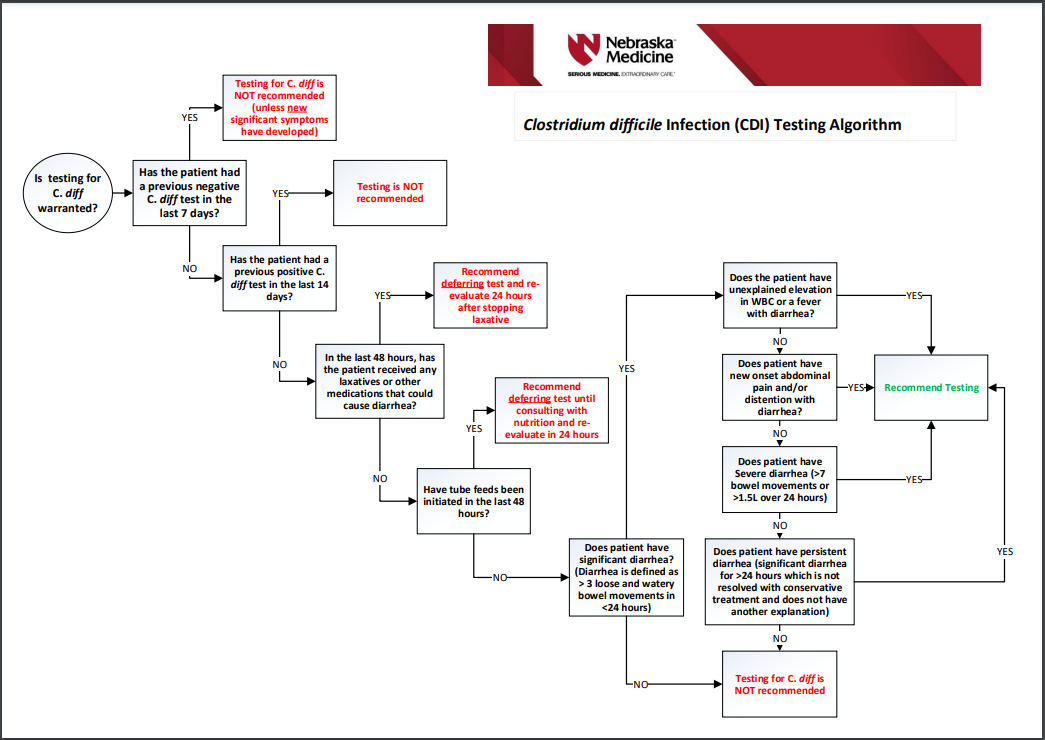 Nebraska
Medicine
SERIOUS MEDICINE. EXTRAORDINARY CARE.
Clostridium difficile Infection (CDI) Testing Algorithm
Is testing for
C. diff
warranted?
Has the patient had
a previous negative
C. diff test in the
last 7 days?
YES
Testing for C. diff is
NOT recommended
(unless new
significant symptoms
have developed)
NO
Has the patient had a
previous positive C.
diff test in the last 14
days?
YES
Testing is NOT
recommended
NO
In the last 48 hours, has
the patient received any
laxatives or other
medications that could
cause diarrhea?
YES
Recommend
deferring test and re-
evaluate 24 hours
after stopping
laxative
NO
Have tube feeds been
initiated in the last 48
hours?
YES
Recommend
deferring test until
consulting with
nutrition and re-
evaluate in 24 hours
NO
Does patient have
significant diarrhea?
(Diarrhea is defined as
> 3 loose and watery
bowel movements in
<24 hours)
YES
Does the patient have
unexplained elevation
in WBC or a fever
with diarrhea?
YES
NO
Does patient have
new onset abdominal
pain and/or
distention with
diarrhea?
YES
Recommend Testing
NO
Does patient have
Severe diarrhea (>7
bowel movements or
>1.5L over 24 hours)
YES
NO
Does patient have persistent
diarrhea (significant diarrhea
for >24 hours which is not
resolved with conservative
treatment and does not have
another explanation)
YES
NO
NO
Testing for C. diff is
NOT recommended